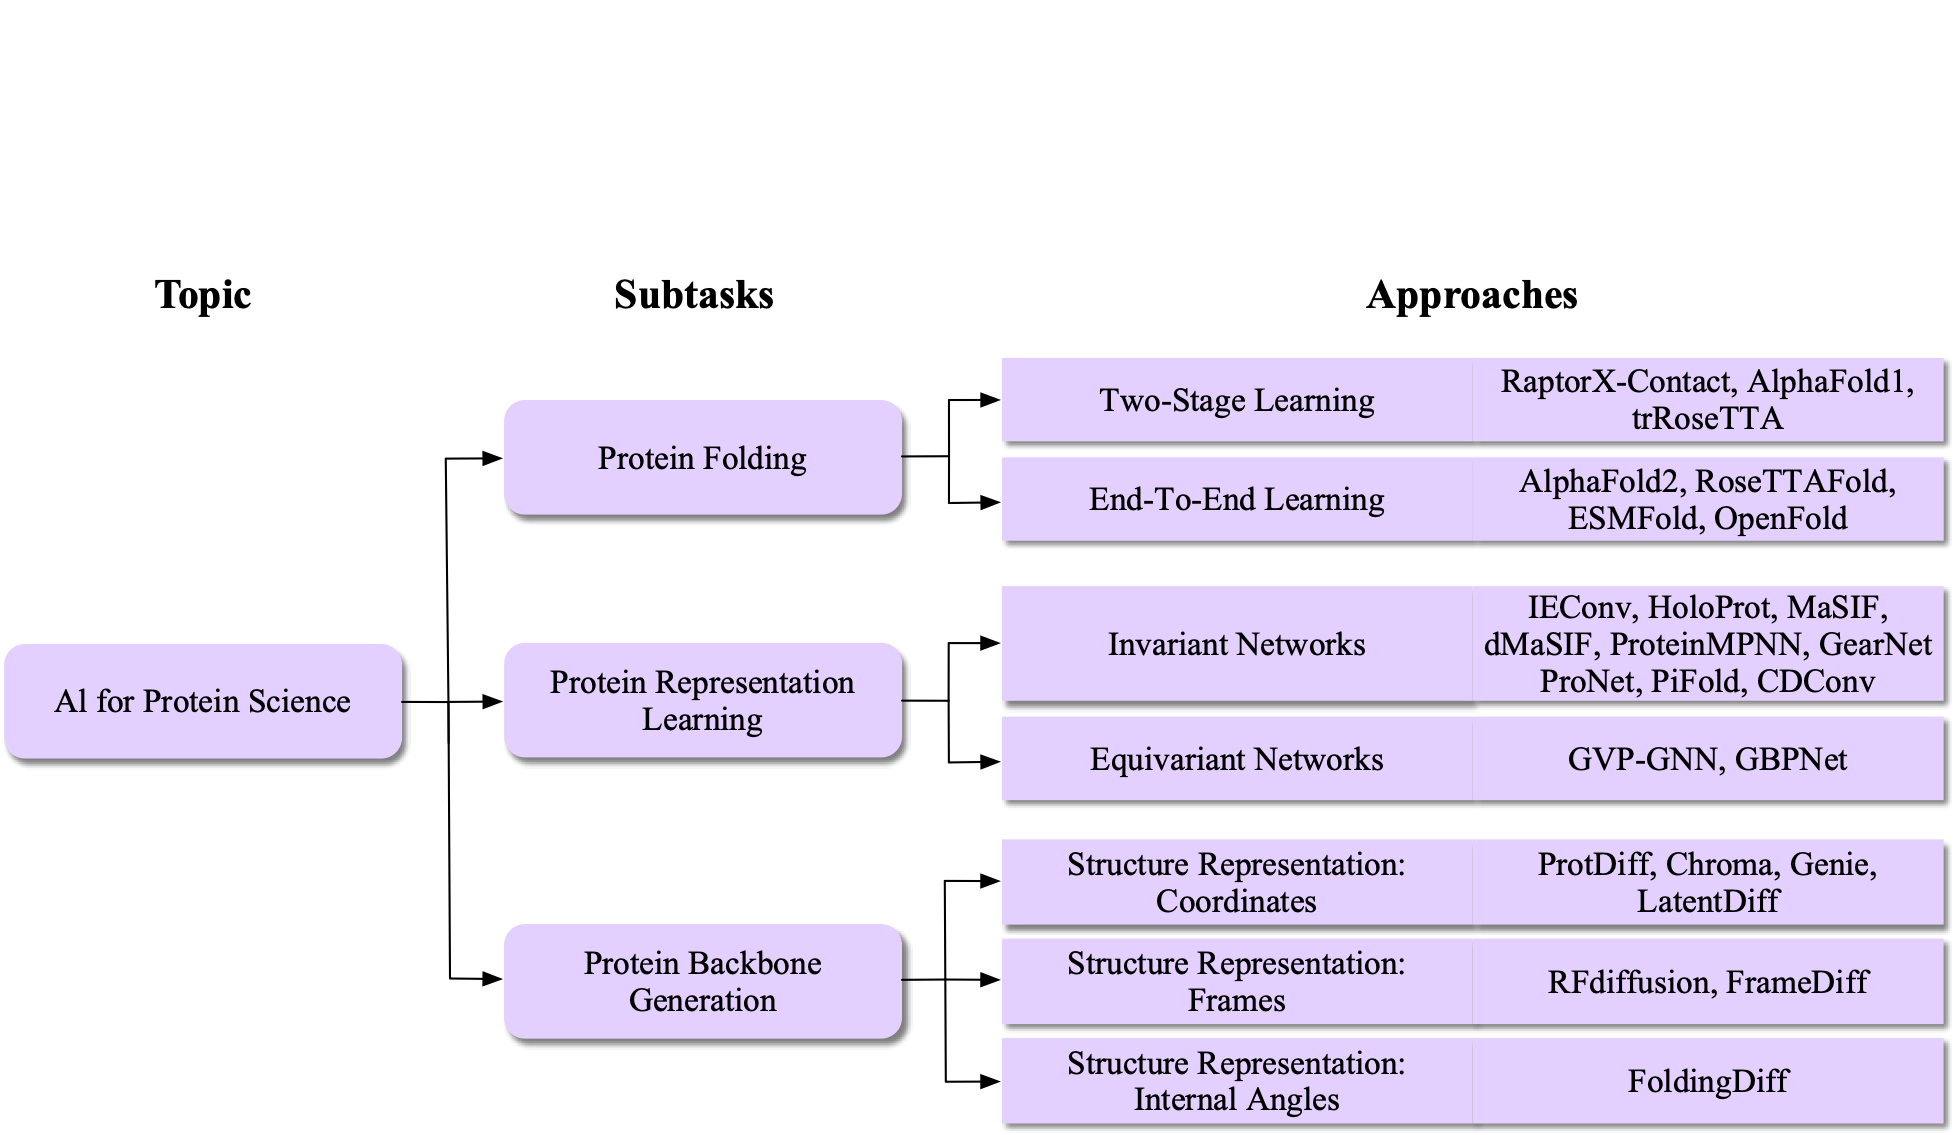 Topic
Subtasks
Approaches
AI for Protein Science
Protein Folding
Two-Stage Learning
RaptorX-Contact, AlphaFold1,
trRoseTTA
End-To-End Learning
AlphaFold2, RoseTTAFold,
ESMFold, OpenFold
Protein Representation
Learning
Invariant Networks
IEConv, HoloProt, MaSIF,
dMaSIF, ProteinMPNN, GearNet
ProNet, PiFold, CDConv
Equivariant Networks
GVP-GNN, GBPNet
Protein Backbone
Generation
Structure Representation:
Coordinates
ProtDiff, Chroma, Genie,
LatentDiff
Structure Representation:
Frames
RFdiffusion, FrameDiff
Structure Representation:
Internal Angles
FoldingDiff